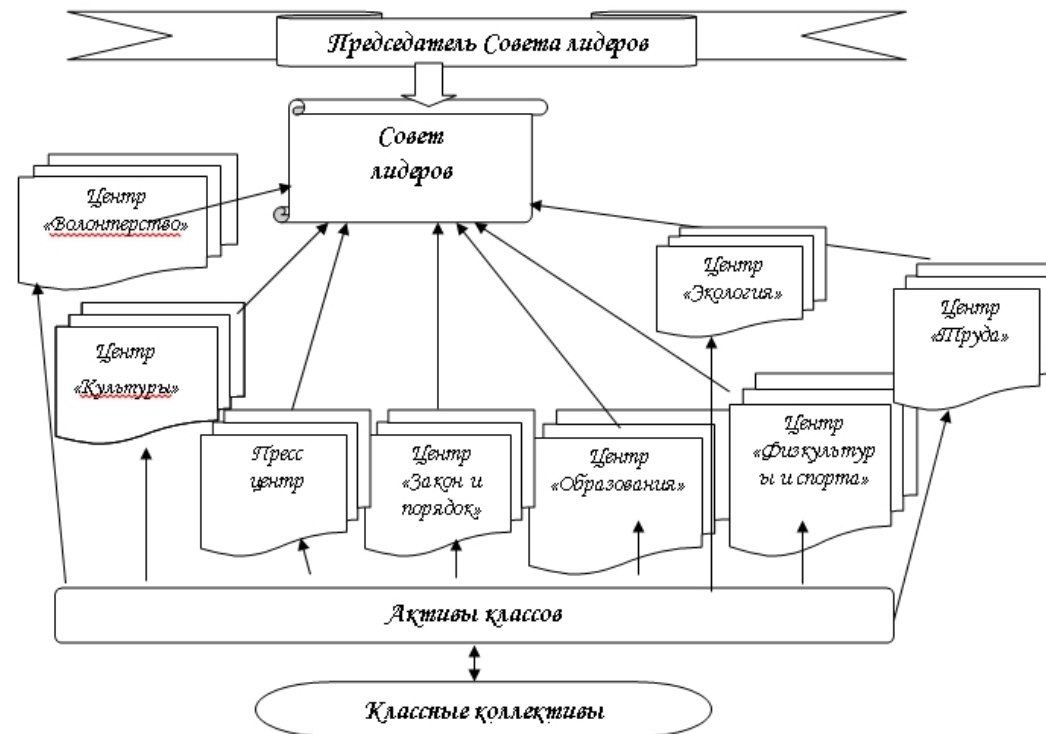 Председатель Совета лидеров
Совет
лидеров
Центр
«Волонтерство»
Центр
«Культуры»
Пресс
центр
Центр
«Закон и
порядок»
Центр
«Образования»
Центр
«Физкультур
ы и спорта»
Центр
«Экология»
Центр
«Труда»
Активы классов
Классные коллективы